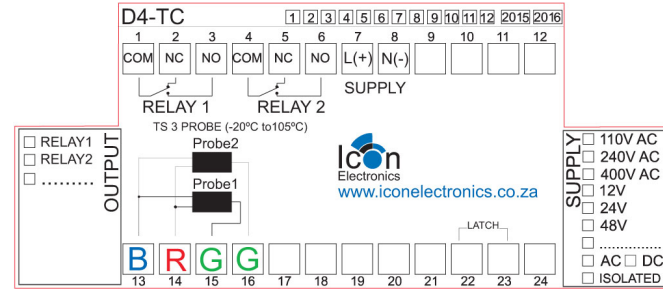 D4-TC 1 2 3 4 5 6 7 8 9 10 11 12 2015 2016
1 2 3 4 5 6 7 8 9 10 11 12
COM NC NO COM NC NO L(+) N(-)
RELAY 1 RELAY 2 SUPPLY
TS 3 PROBE (-20ºC to105ºC)
Probe2
Probe1
Icon
Electronics
www.iconelectronics.co.za
OUTPUT
RELAY1
RELAY2
.........
SUPPLY
110V AC
240V AC
400V AC
12V
24V
48V
...............
AC DC
ISOLATED
LATCH
B R G G
13 14 15 16 17 18 19 20 21 22 23 24